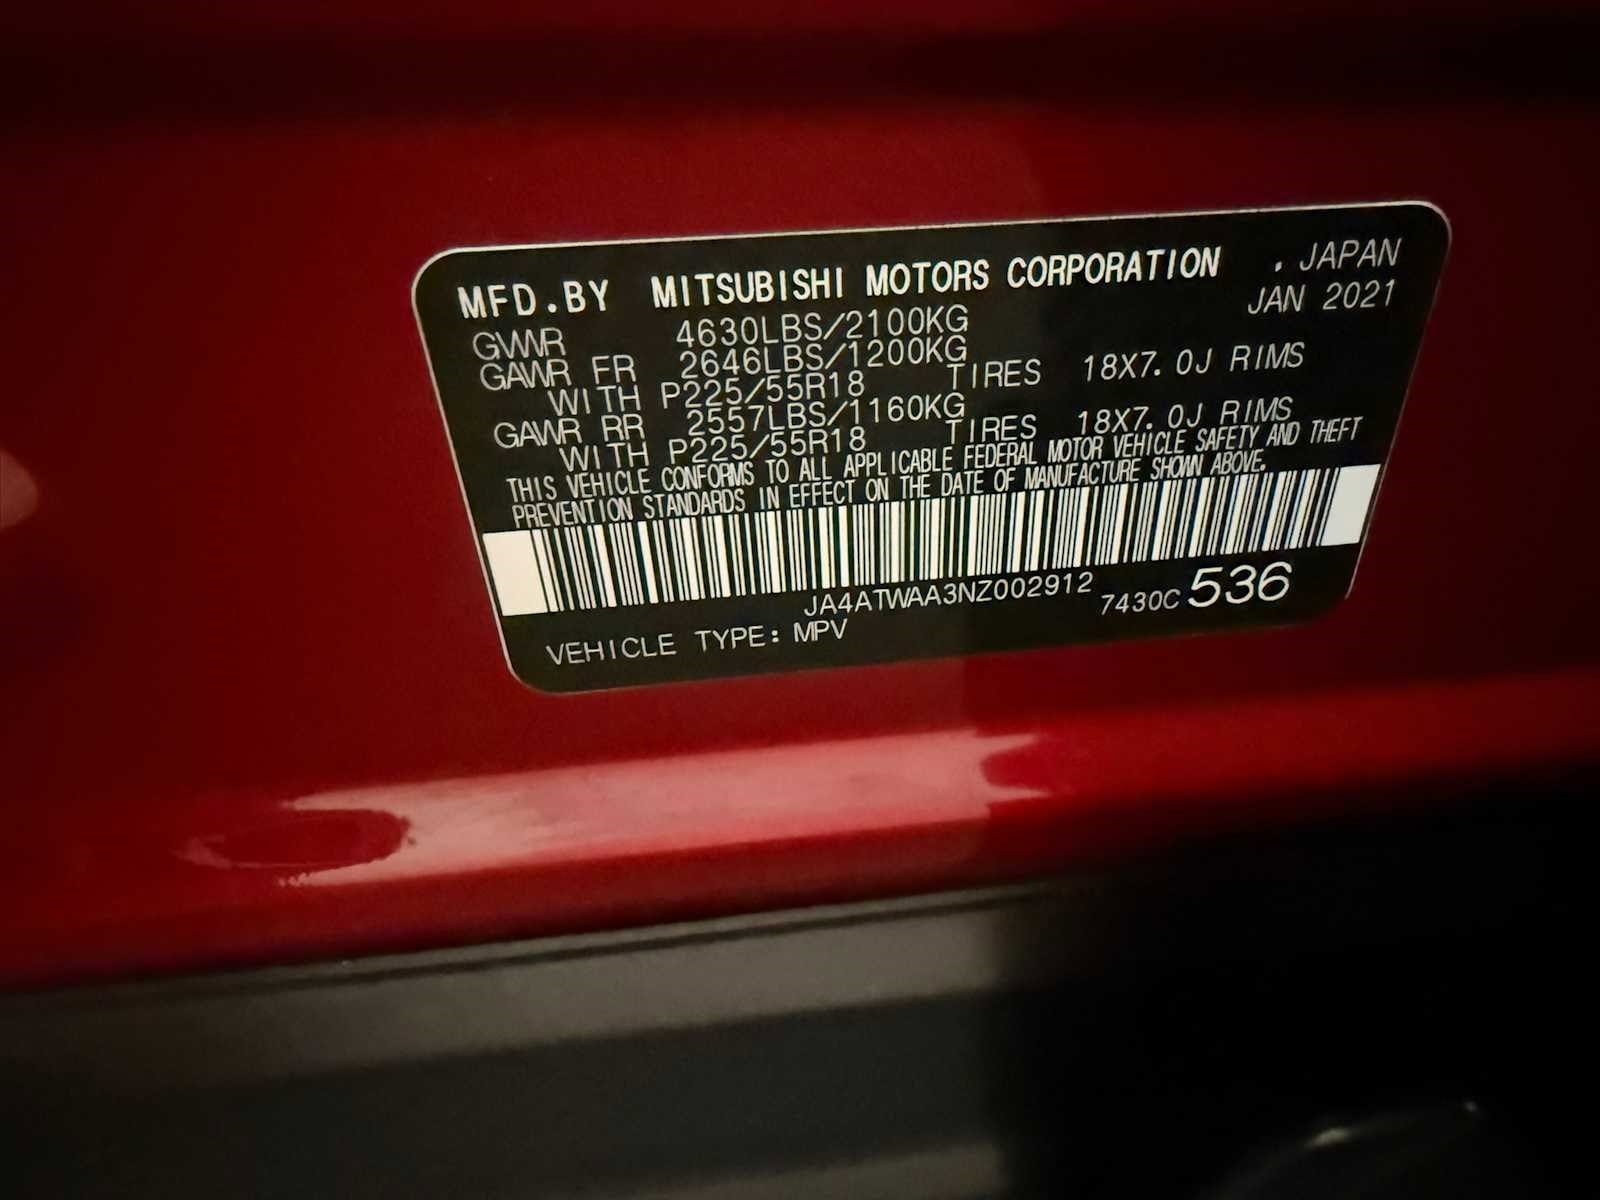 MFD.BY MITSUBISHI MOTORS CORPORATION , JAPAN
JAN 2021
GVWR 4630LBS/2100KG
GAWR FR 2646LBS/1200KG
WITH P225/55R18 TIRES 18X7.0J RIMS
GAWR RR 2557LBS/1160KG
WITH P225/55R18 TIRES 18X7.0J RIMS
THIS VEHICLE CONFORMS TO ALL APPLICABLE FEDERAL MOTOR VEHICLE SAFETY AND THEFT
PREVENTION STANDARDS IN EFFECT ON THE DATE OF MANUFACTURE SHOWN ABOVE.
JA4ATWAA3NZ002912 7430C 536
VEHICLE TYPE: MPV